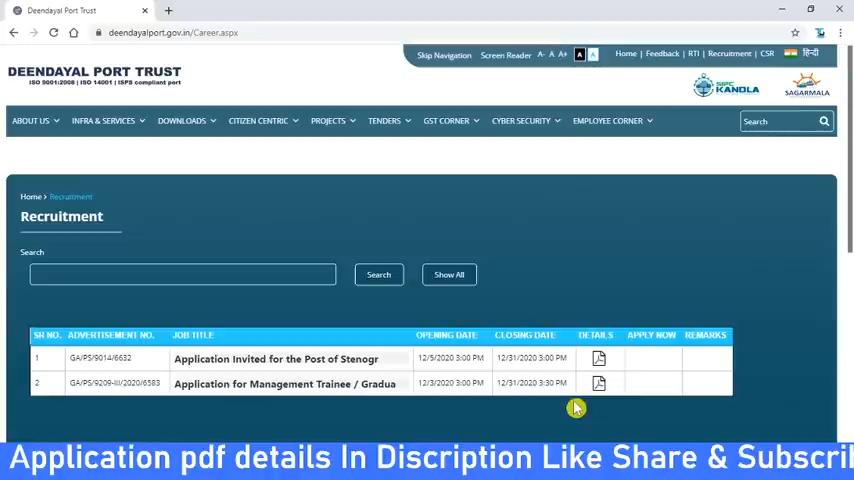 Deendayal Port Trust
deendayalport.gov.in/Career.aspx
Skip Navigation Screen Reader A- A A+ A A Home | Feedback | RTI | Recruitment | CSR हिन्दी
DEENDAYAL PORT TRUST
ISO 9001:2008 | ISO 14001 | ISPS compliant port
SIPC
KANDLA
SAGARMALA
ABOUT US INFRA & SERVICES DOWNLOADS CITIZEN CENTRIC PROJECTS TENDERS GST CORNER CYBER SECURITY EMPLOYEE CORNER Search
Home > Recruitment
Recruitment
Search
Search Show All
SR NO. ADVERTISEMENT NO. JOB TITLE OPENING DATE CLOSING DATE DETAILS APPLY NOW REMARKS
1 GA/PS/9014/6632 Application Invited for the Post of Stenogr 12/5/2020 3:00 PM 12/31/2020 3:00 PM
2 GA/PS/9209-III/2020/6583 Application for Management Trainee / Gradua 12/3/2020 3:00 PM 12/31/2020 3:30 PM
Application pdf details In Discription Like Share & Subscrib